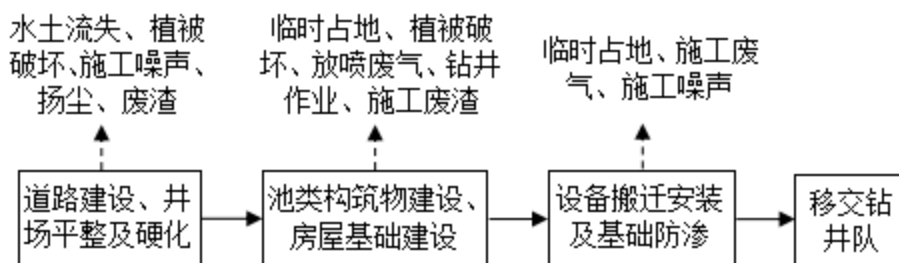 水土流失、植被
破坏、施工噪声、
扬尘、废渣
临时占地、植被破
坏、放喷废气、钻井
作业、施工废渣
临时占地、施工废
气、施工噪声
道路建设、井
场平整及硬化
池类构筑物建设、
房屋基础建设
设备搬迁安装
及基础防渗
移交钻
井队